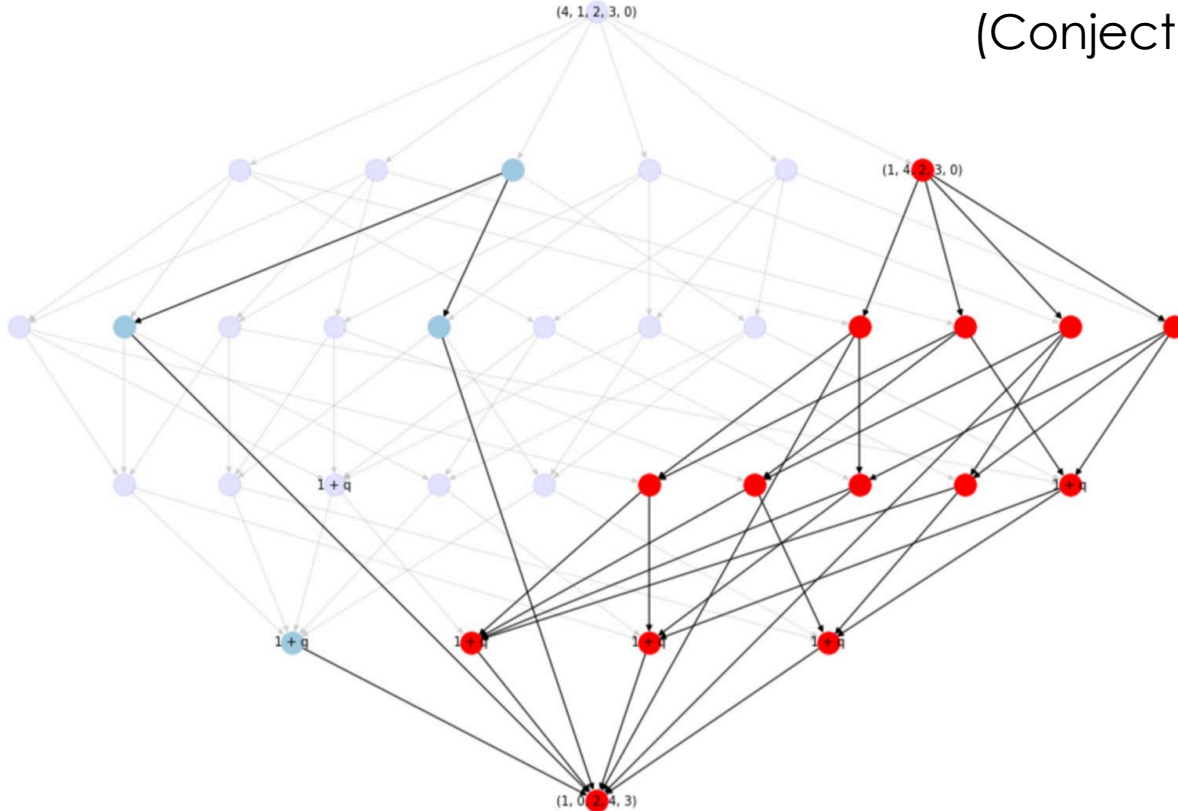 (4, 1, 2, 3, 0)
(Conject
(1, 4, 2, 3, 0)
1 + q
1 + q
1 + q
1 + q
1 + q
1 + q
(1, 0, 2, 4, 3)